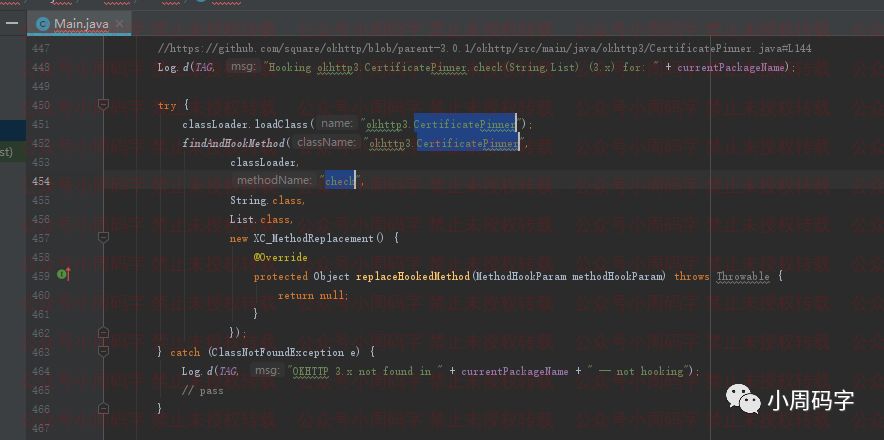 Main.java
447 //https://github.com/square/okhttp/blob/parent-3.0.1/okhttp/src/main/java/okhttp3/CertificatePinner.java#L144
448 Log.d(TAG, msg: "Hooking okhttp3.CertificatePinner.check(String,List) (3.x) for: " + currentPackageName);
449
450 try {
451 classLoader.loadClass( name: "okhttp3.CertificatePinner");
452 findAndHookMethod( className: "okhttp3.CertificatePinner",
453 classLoader,
454 methodName: "check",
455 String.class,
456 List.class,
457 new XC_MethodReplacement() {
458 @Override
st)
459 protected Object replaceHookedMethod(MethodHookParam methodHookParam) throws Throwable {
460 return null;
461 }
462 });
463 } catch (ClassNotFoundException e) {
464 Log.d(TAG, msg: "OKHTTP 3.x not found in " + currentPackageName + " -- not hooking");
465 // pass
466 }
467
公众号小周码字 禁止未授权转载
小周码字